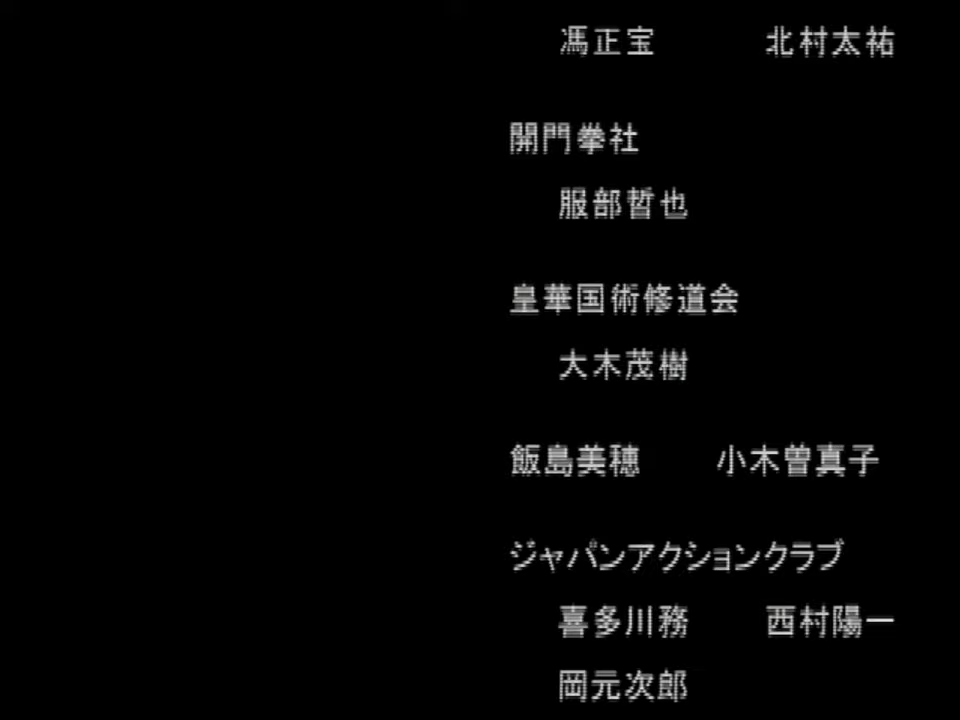 馮正宝　北村太祐
開門拳社
服部哲也
皇華国術修道会
大木茂樹
飯島美穂　小木曽真子
ジャパンアクションクラブ
喜多川務　西村陽一
岡元次郎